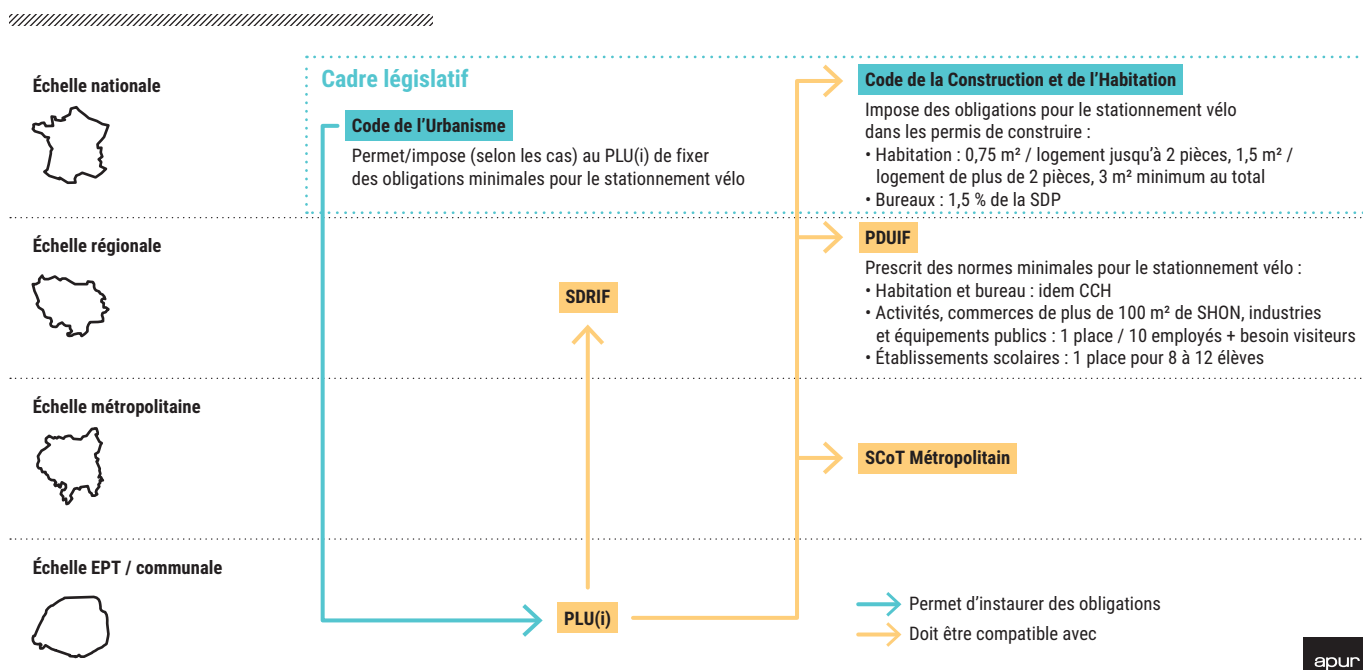 Échelle nationale
Cadre législatif
Code de l'Urbanisme
Permet/impose (selon les cas) au PLU(i) de fixer
des obligations minimales pour le stationnement vélo
Code de la Construction et de l'Habitation
Impose des obligations pour le stationnement vélo
dans les permis de construire :
• Habitation : 0,75 m² / logement jusqu'à 2 pièces, 1,5 m² /
logement de plus de 2 pièces, 3 m² minimum au total
• Bureaux : 1,5 % de la SDP
Échelle régionale
SDRIF
PDUIF
Prescrit des normes minimales pour le stationnement vélo :
• Habitation et bureau : idem CCH
• Activités, commerces de plus de 100 m² de SHON, industries
et équipements publics : 1 place / 10 employés + besoin visiteurs
• Établissements scolaires : 1 place pour 8 à 12 élèves
Échelle métropolitaine
SCoT Métropolitain
Échelle EPT / communale
PLU(i)
Permet d'instaurer des obligations
Doit être compatible avec
apur